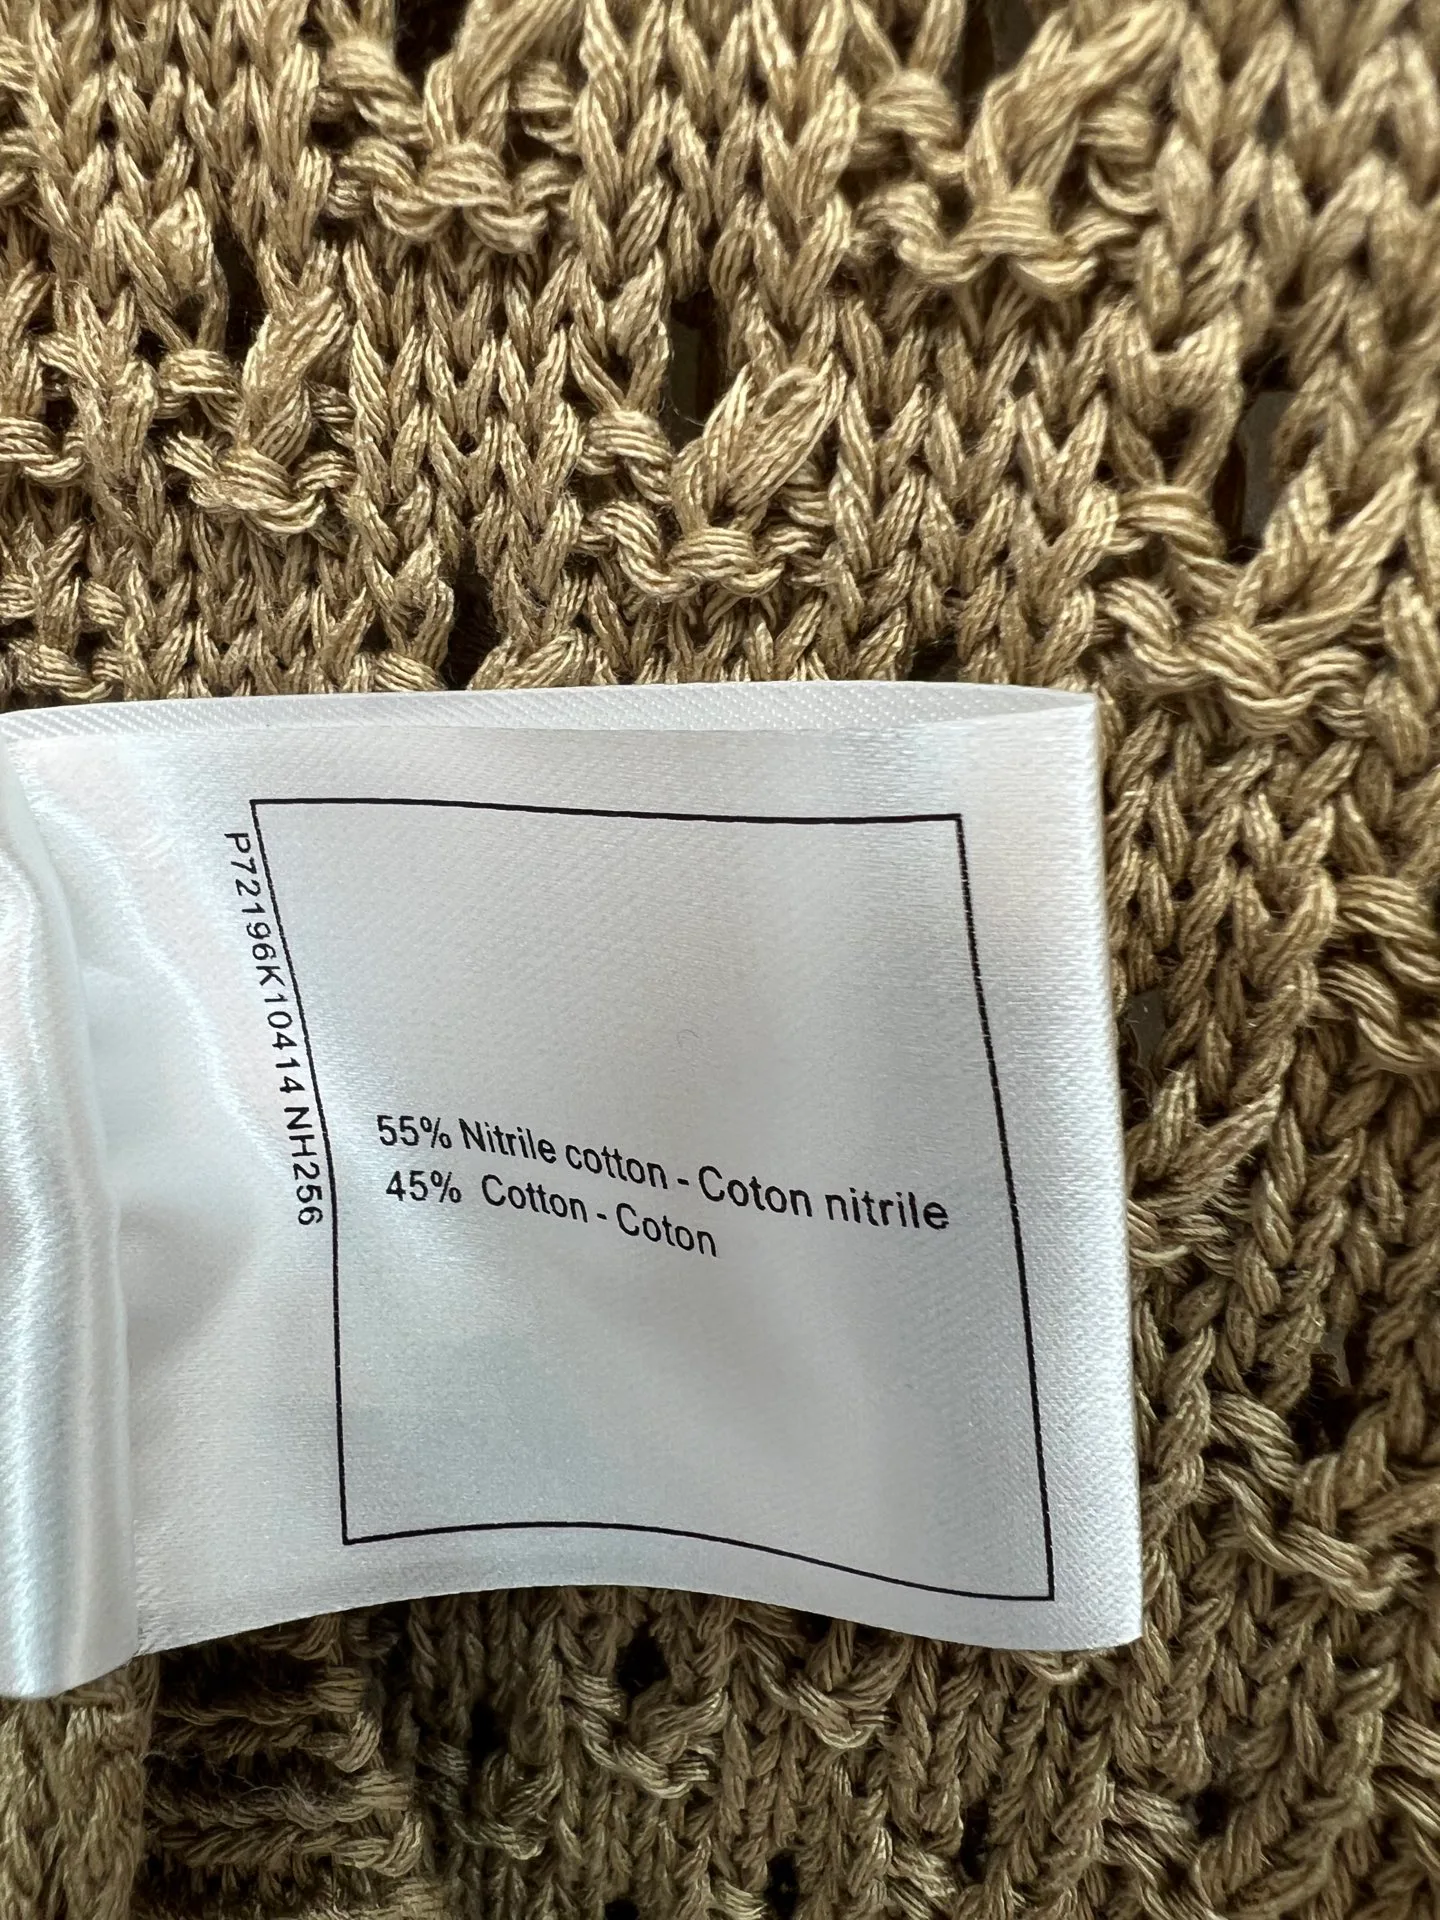 P72196K10414 NH256
55% Nitrile cotton - Coton nitrile
45% Cotton - Coton